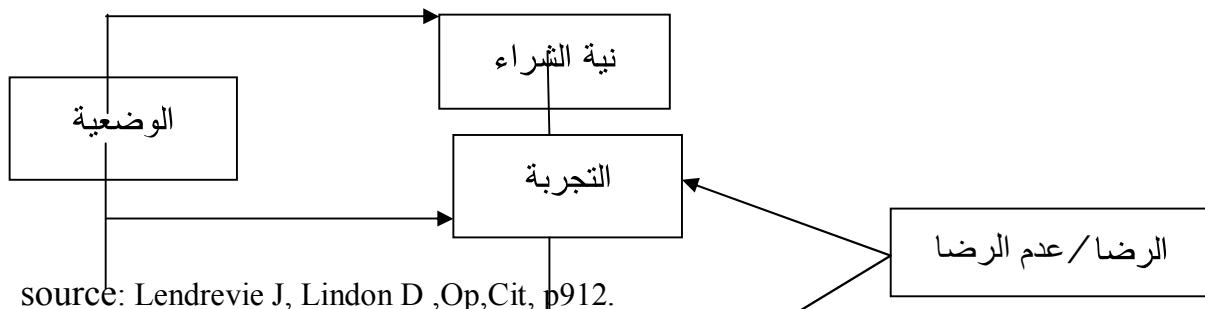 نية الشراء
الوضعية
التجربة
الرضا/عدم الرضا
source: Lendrevie J, Lindon D ,Op,Cit, p912.